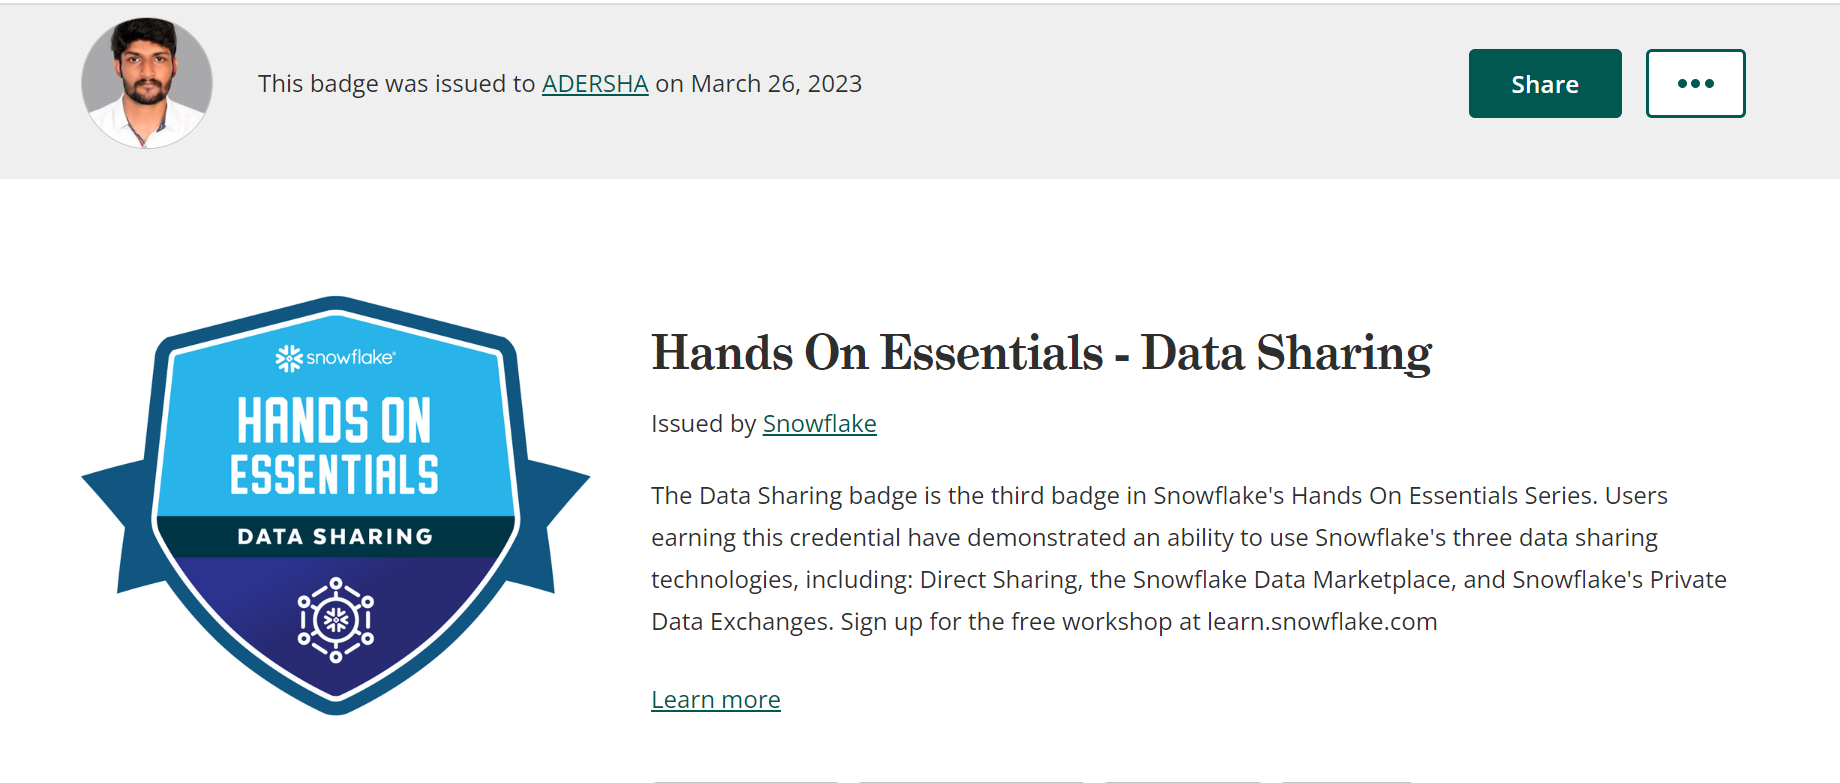 This badge was issued to ADERSHA on March 26, 2023
Share
snowflake®
HANDS ON
ESSENTIALS
DATA SHARING
Hands On Essentials - Data Sharing
Issued by Snowflake
The Data Sharing badge is the third badge in Snowflake's Hands On Essentials Series. Users
earning this credential have demonstrated an ability to use Snowflake's three data sharing
technologies, including: Direct Sharing, the Snowflake Data Marketplace, and Snowflake's Private
Data Exchanges. Sign up for the free workshop at learn.snowflake.com
Learn more